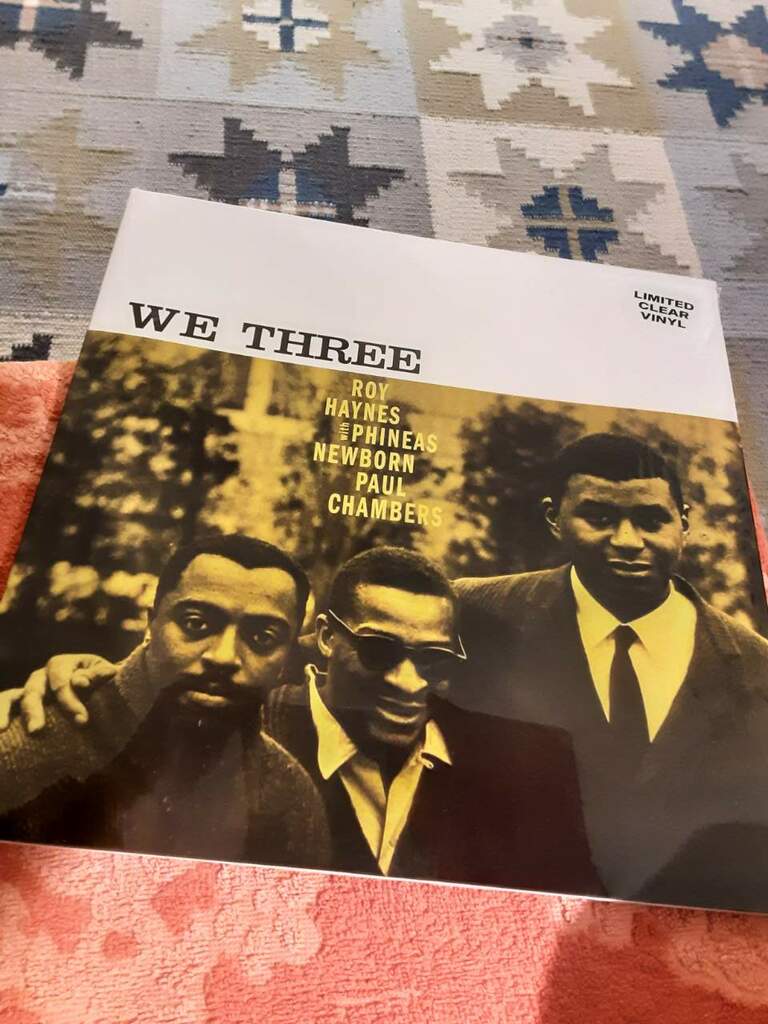 WE THREE
LIMITED
CLEAR
VINYL
ROY
HAYNES
with PHINEAS
NEWBORN
PAUL
CHAMBERS